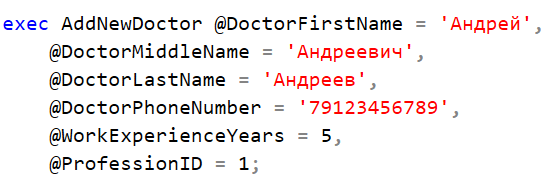 exec AddNewDoctor @DoctorFirstName = 'Андрей',
@DoctorMiddleName = 'Андреевич',
@DoctorLastName = 'Андреев',
@DoctorPhoneNumber = '79123456789',
@WorkExperienceYears = 5,
@ProfessionID = 1;